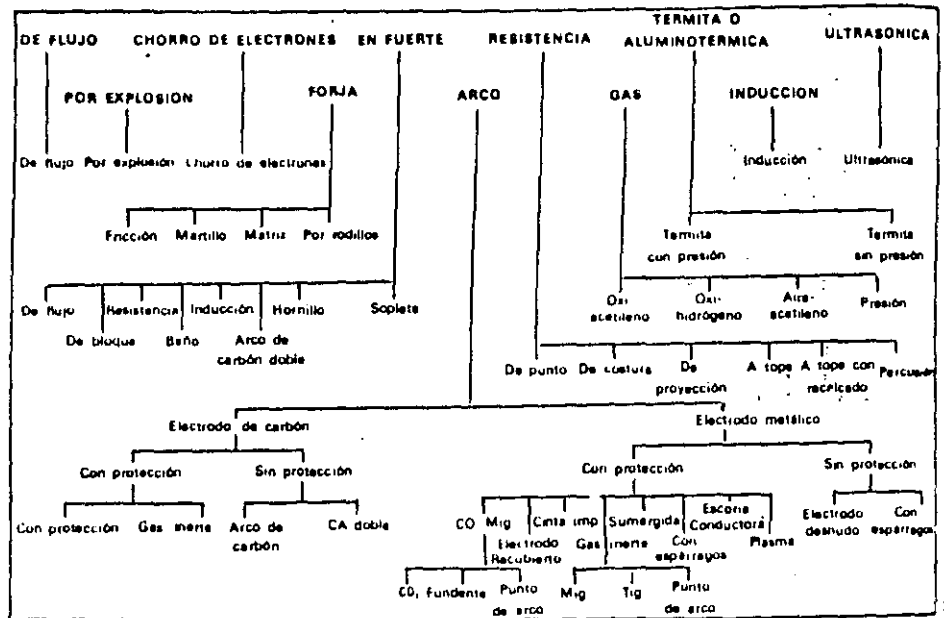 TERMITA O
DE FLUJO CHORRO DE ELECTRONES EN FUERTE RESISTENCIA ALUMINOTERMICA ULTRASONICA
POR EXPLOSION FORJA ARCO GAS INDUCCION
De flujo Por explosión Chorro de electrones Inducción Ultrasónica
Fricción Martillo Matriz Por rodillos Termita Termita
con presión sin presión
De flujo Resistencia Inducción Hornillo Soplete
De bloque Baño Arco de
carbón doble
Oxi Oxi- Aire- Presión
acetileno hidrógeno acetileno
De punto De costura De A tope A tope con Percusión
proyección recalcado
Electrodo de carbón Electrodo metálico
Con protección Sin protección Con protección Sin protección
Con protección Gas inerte Arco de CA doble
carbón
CO Mig Cinta imp Sumergida Escoria
Conductora
Electrodo Gas inerte Con Plasma
Recubierto espárragos
Electrodo Con
desnudo espárragos
CO, Fundente Punto Mig Tig Punto
de arco de arco